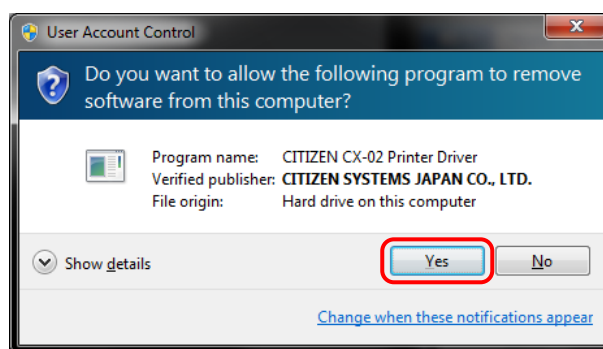 User Account Control
Do you want to allow the following program to remove
software from this computer?
Program name: CITIZEN CX-02 Printer Driver
Verified publisher: CITIZEN SYSTEMS JAPAN CO., LTD.
File origin: Hard drive on this computer
Show details
Yes
No
Change when these notifications appear